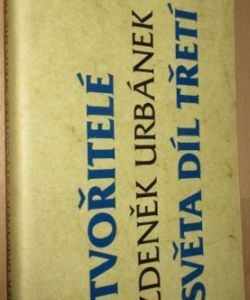 TVOŘITELÉ
ZDENĚK URBÁNEK
SVĚTA DÍL TŘETÍ